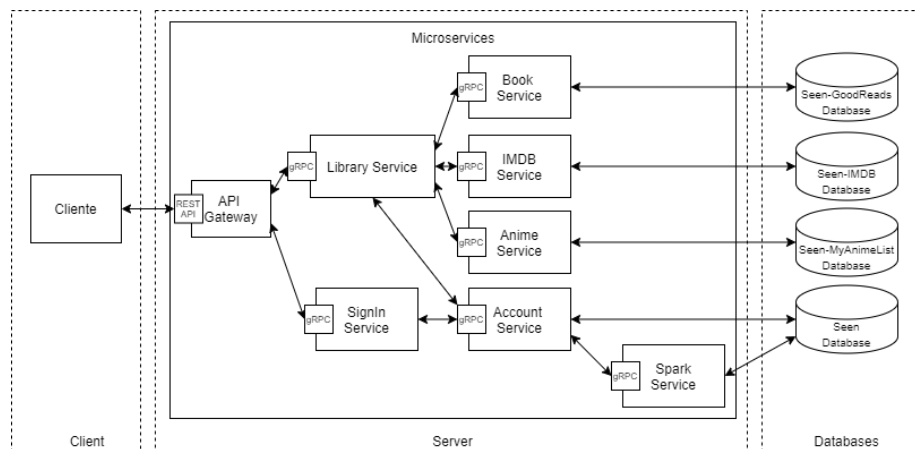 Microservices
Book
Service
gRPC
Seen-GoodReads
Database
Library Service
gRPC
IMDB
Service
gRPC
Seen-IMDB
Database
Cliente
REST
API
API
Gateway
Anime
Service
gRPC
Seen-MyAnimeList
Database
SignIn
Service
gRPC
Account
Service
gRPC
Seen
Database
Spark
Service
gRPC
Client
Server
Databases